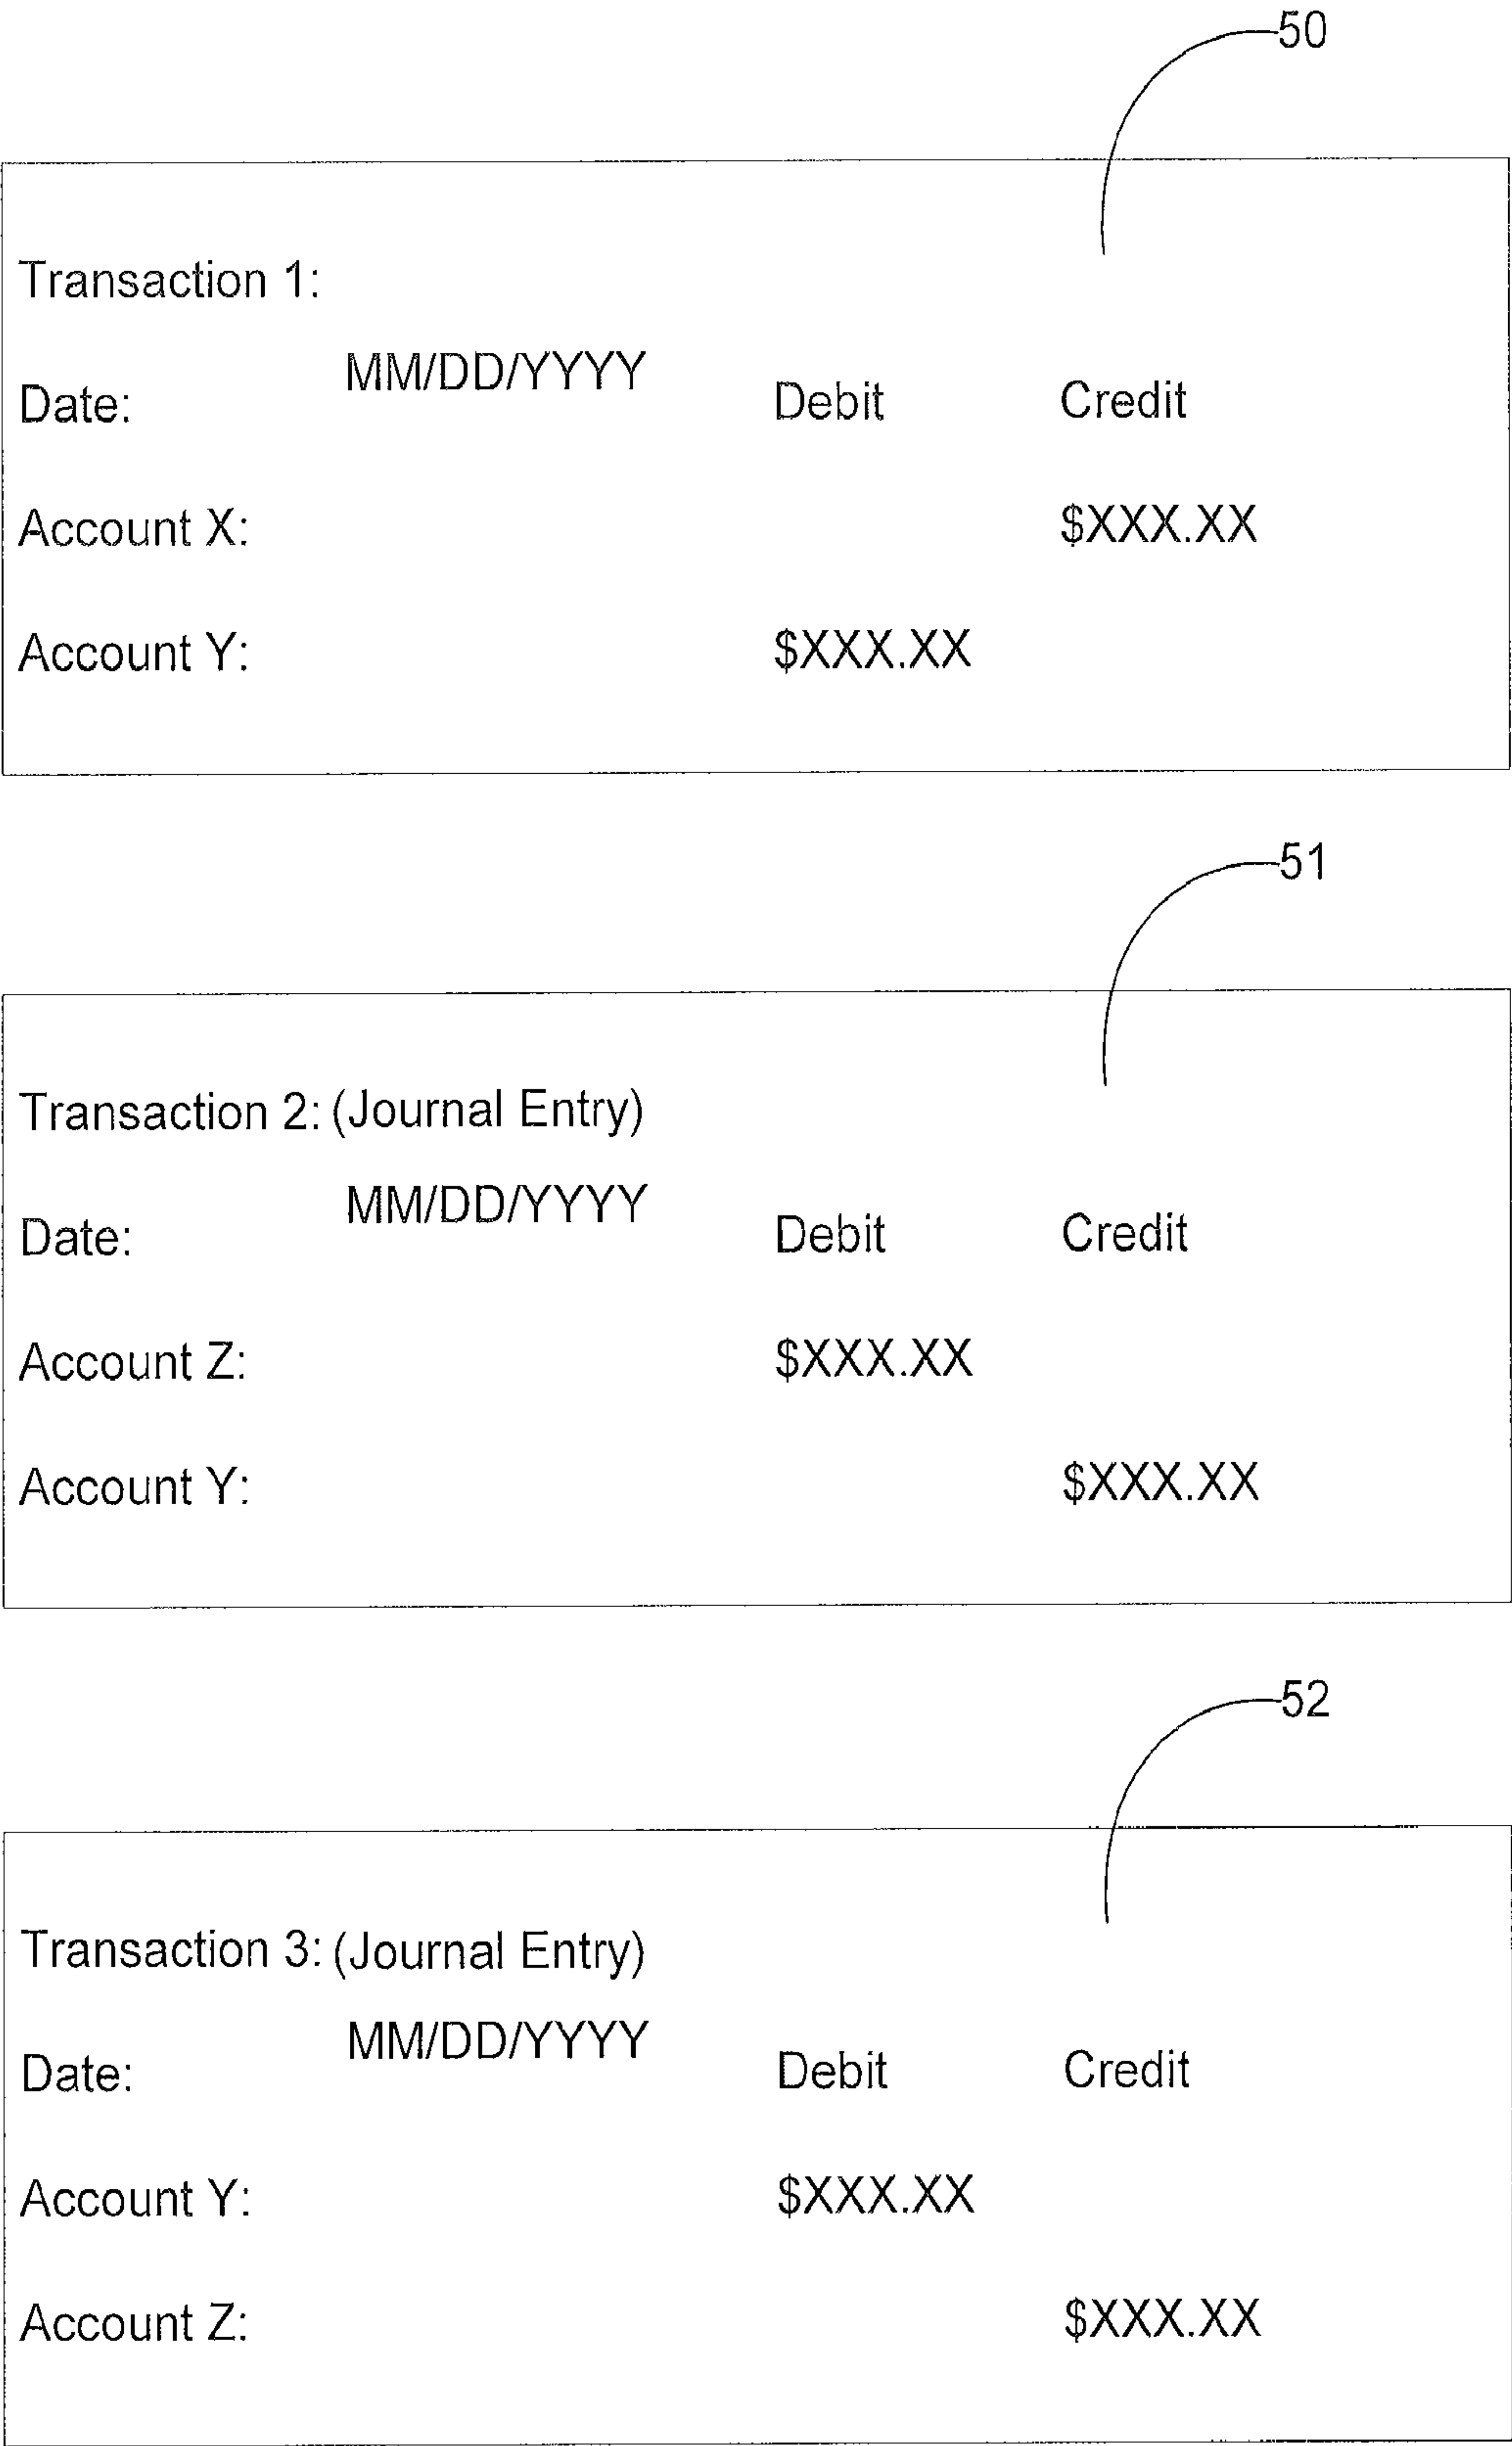 50
Transaction 1:
MM/DD/YYYY
Date: Debit Credit
Account X: $XXX.XX
Account Y: $XXX.XX
51
Transaction 2: (Journal Entry)
MM/DD/YYYY
Date: Debit Credit
Account Z: $XXX.XX
Account Y: $XXX.XX
52
Transaction 3: (Journal Entry)
MM/DD/YYYY
Date: Debit Credit
Account Y: $XXX.XX
Account Z: $XXX.XX